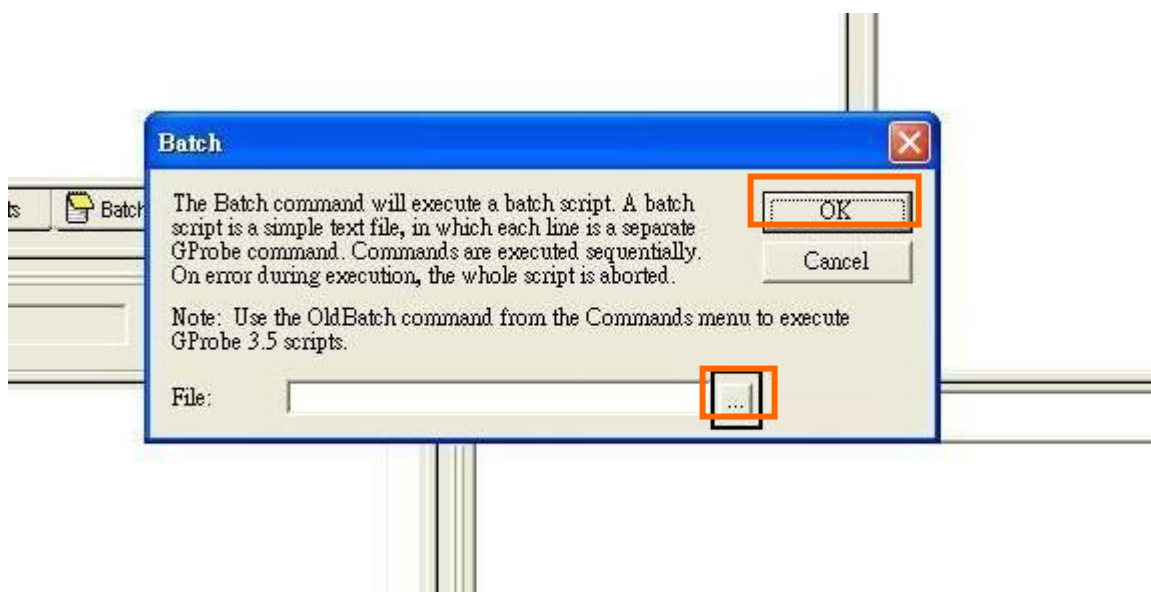 Batch
The Batch command will execute a batch script. A batch
script is a simple text file, in which each line is a separate
GProbe command. Commands are executed sequentially.
On error during execution, the whole script is aborted.
OK
Cancel
ts
Batch
Note: Use the OldBatch command from the Commands menu to execute
GProbe 3.5 scripts.
File:
...